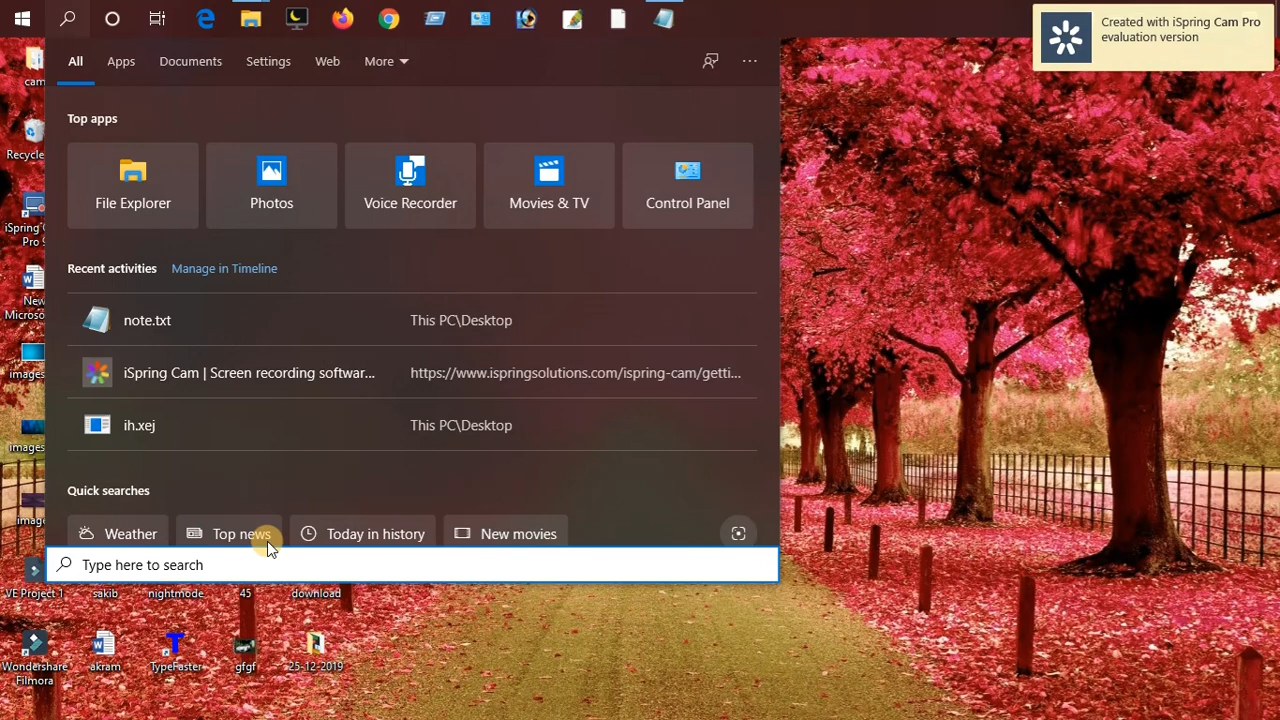 Created with iSpring Cam Pro
evaluation version
All Apps Documents Settings Web More
Top apps
File Explorer Photos Voice Recorder Movies & TV Control Panel
Recent activities Manage in Timeline
note.txt This PC\Desktop
iSpring Cam | Screen recording softwar... https://www.ispringsolutions.com/ispring-cam/getti...
ih.xej This PC\Desktop
Quick searches
Weather Top news Today in history New movies
Type here to search
cam
Recycle
iSpring
Pro 9
New
Microso
images
images
image
VE Project 1 sakib nightmode 45 download
Wondershare
Filmora
akram TypeFaster gfgf 25-12-2019